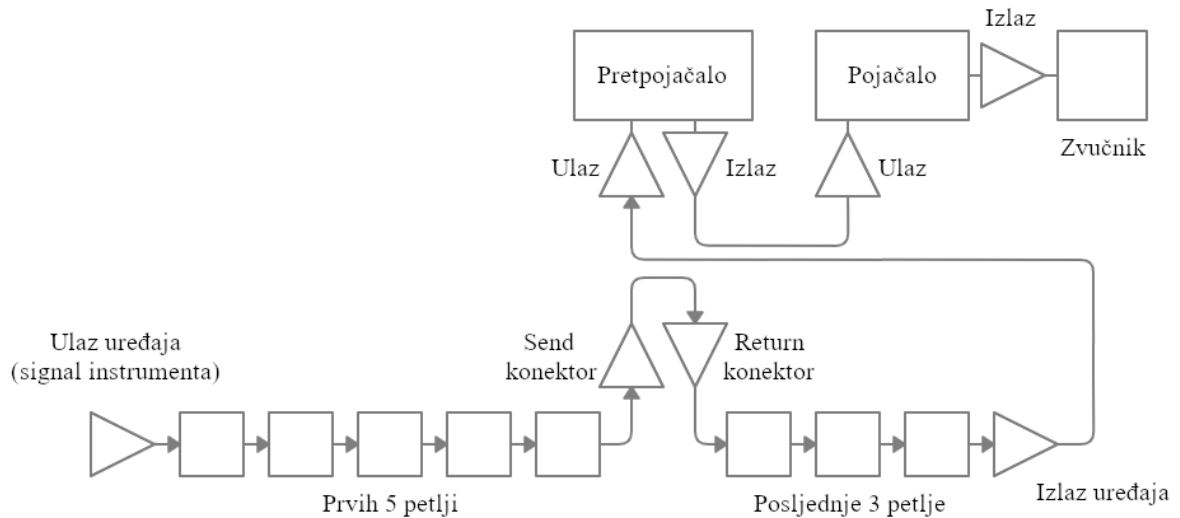 Izlaz
Pretpojačalo
Pojačalo
Ulaz
Izlaz
Ulaz
Zvučnik
Ulaz uređaja
(signal instrumenta)
Send
konektor
Return
konektor
Prvih 5 petlji
Posljednje 3 petlje
Izlaz uređaja